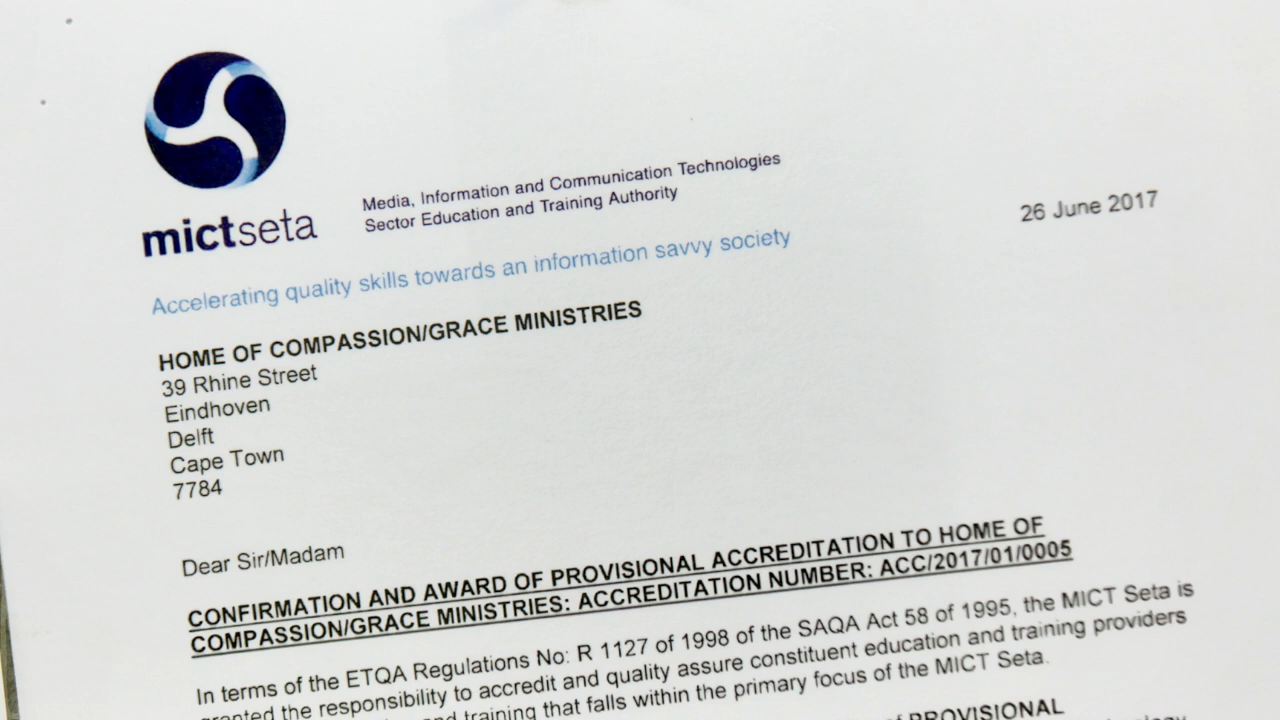 mictseta
Media, Information and Communication Technologies
Sector Education and Training Authority
26 June 2017
Accelerating quality skills towards an information savvy society
HOME OF COMPASSION/GRACE MINISTRIES
39 Rhine Street
Eindhoven
Delft
Cape Town
7784
Dear Sir/Madam
CONFIRMATION AND AWARD OF PROVISIONAL ACCREDITATION TO HOME OF
COMPASSION/GRACE MINISTRIES: ACCREDITATION NUMBER: ACC/2017/01/0005
In terms of the ETQA Regulations No: R 1127 of 1998 of the SAQA Act 58 of 1995, the MICT Seta is
granted the responsibility to accredit and quality assure constituent education and training providers
and training that falls within the primary focus of the MICT Seta.
of PROVISIONAL